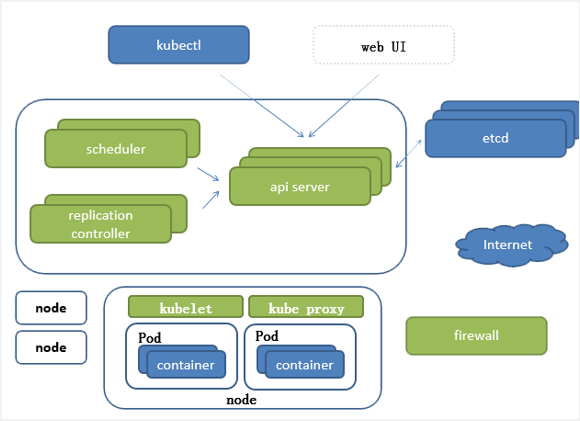 kubectl
web UI
scheduler
api server
etcd
replication
controller
Internet
node
node
kubelet
kube proxy
Pod
container
Pod
container
node
firewall